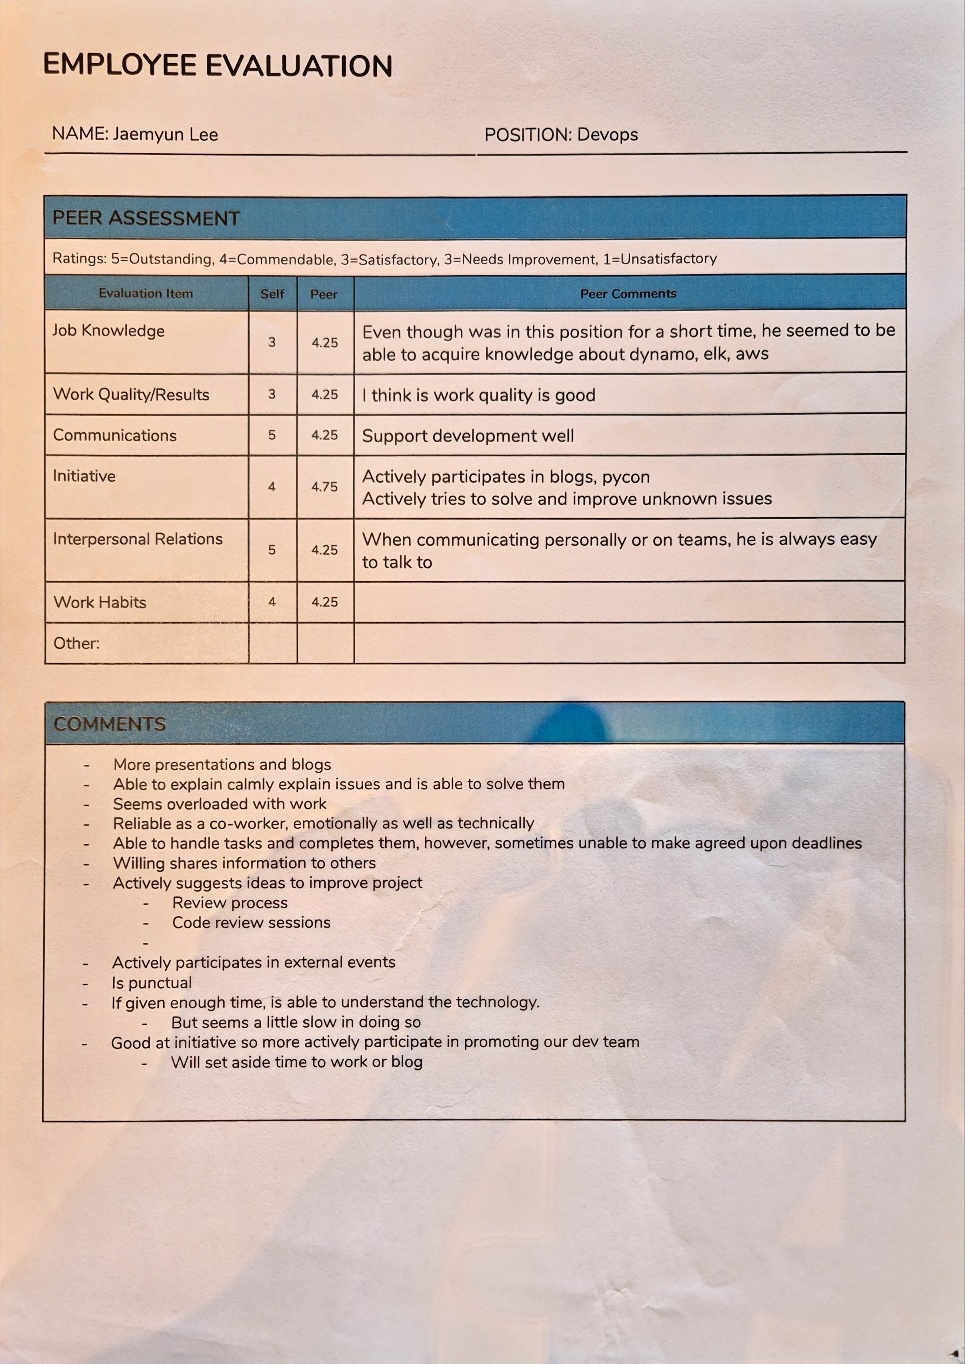 EMPLOYEE EVALUATION
NAME: Jaemyun Lee POSITION: Devops
PEER ASSESSMENT
Ratings: 5=Outstanding, 4=Commendable, 3=Satisfactory, 3=Needs Improvement, 1=Unsatisfactory
Evaluation Item Self Peer Peer Comments
Job Knowledge 3 4.25 Even though was in this position for a short time, he seemed to be
able to acquire knowledge about dynamo, elk, aws
Work Quality/Results 3 4.25 I think is work quality is good
Communications 5 4.25 Support development well
Initiative 4 4.75 Actively participates in blogs, pycon
Actively tries to solve and improve unknown issues
Interpersonal Relations 5 4.25 When communicating personally or on teams, he is always easy
to talk to
Work Habits 4 4.25
Other:
COMMENTS
- More presentations and blogs
- Able to explain calmly explain issues and is able to solve them
- Seems overloaded with work
- Reliable as a co-worker, emotionally as well as technically
- Able to handle tasks and completes them, however, sometimes unable to make agreed upon deadlines
- Willing shares information to others
- Actively suggests ideas to improve project
- Review process
- Code review sessions
-
- Actively participates in external events
- Is punctual
- If given enough time, is able to understand the technology.
- But seems a little slow in doing so
- Good at initiative so more actively participate in promoting our dev team
- Will set aside time to work or blog